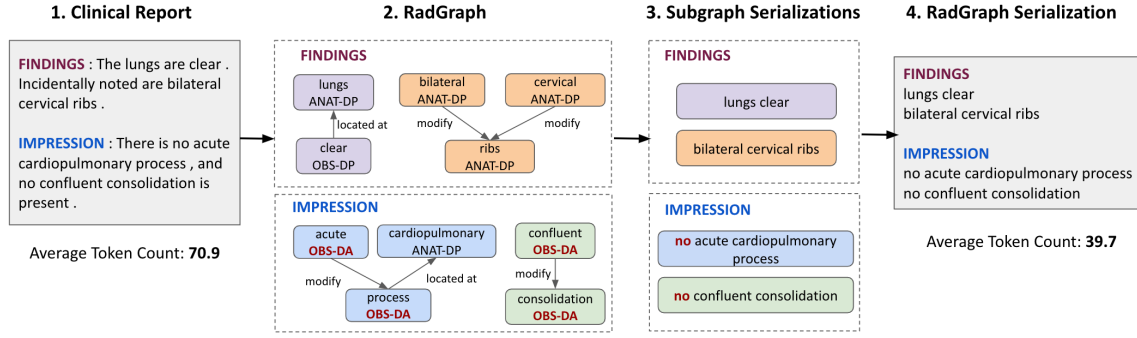 1. Clinical Report
FINDINGS : The lungs are clear .
Incidentally noted are bilateral
cervical ribs .
IMPRESSION : There is no acute
cardiopulmonary process , and
no confluent consolidation is
present .
Average Token Count: 70.9
2. RadGraph
FINDINGS
lungs
ANAT-DP
located at
clear
OBS-DP
bilateral
ANAT-DP
cervical
ANAT-DP
modify
modify
ribs
ANAT-DP
IMPRESSION
acute
OBS-DA
cardiopulmonary
ANAT-DP
modify
located at
process
OBS-DA
confluent
OBS-DA
modify
consolidation
OBS-DA
3. Subgraph Serializations
FINDINGS
lungs clear
bilateral cervical ribs
IMPRESSION
no acute cardiopulmonary
process
no confluent consolidation
4. RadGraph Serialization
FINDINGS
lungs clear
bilateral cervical ribs
IMPRESSION
no acute cardiopulmonary process
no confluent consolidation
Average Token Count: 39.7